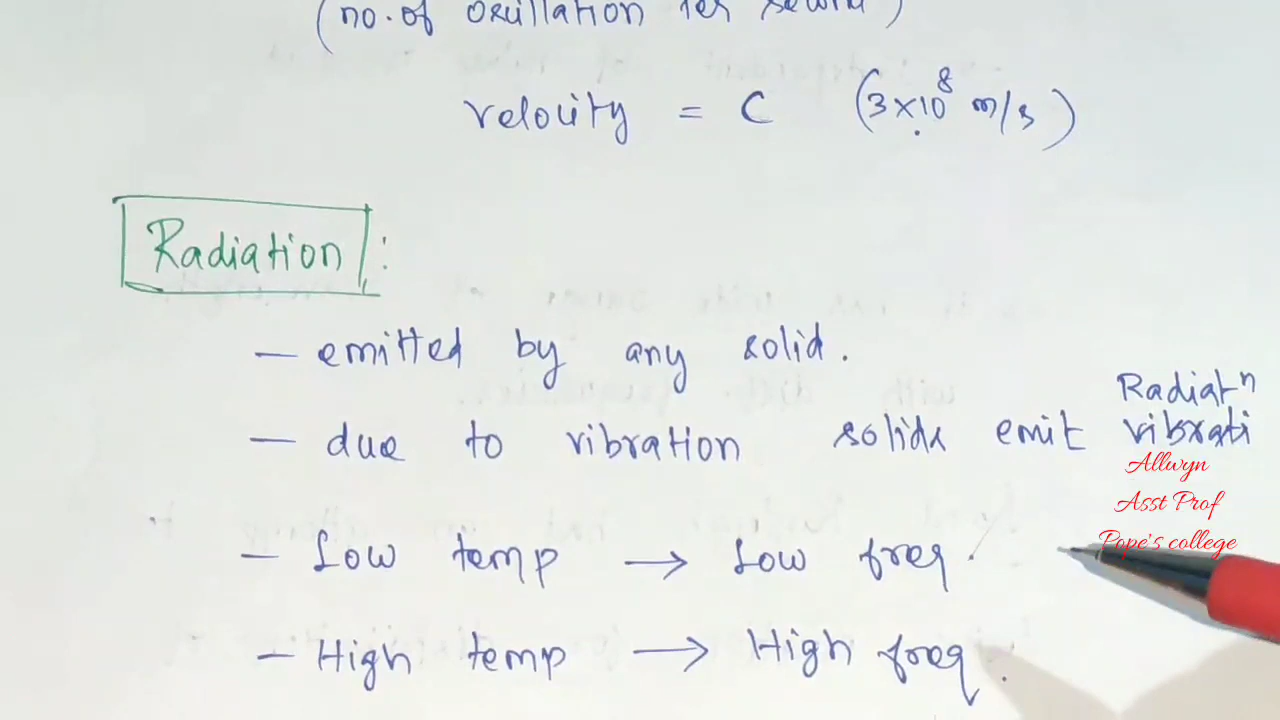 (no. of oscillation per second)
velocity = C (3×10⁸ m/s)
Radiation :
– emitted by any solid.
– due to vibration solids emit Radiatⁿ vibrati
Allwyn
Asst Prof
Pope's college
– Low temp → Low freq.
– High temp → High freq.